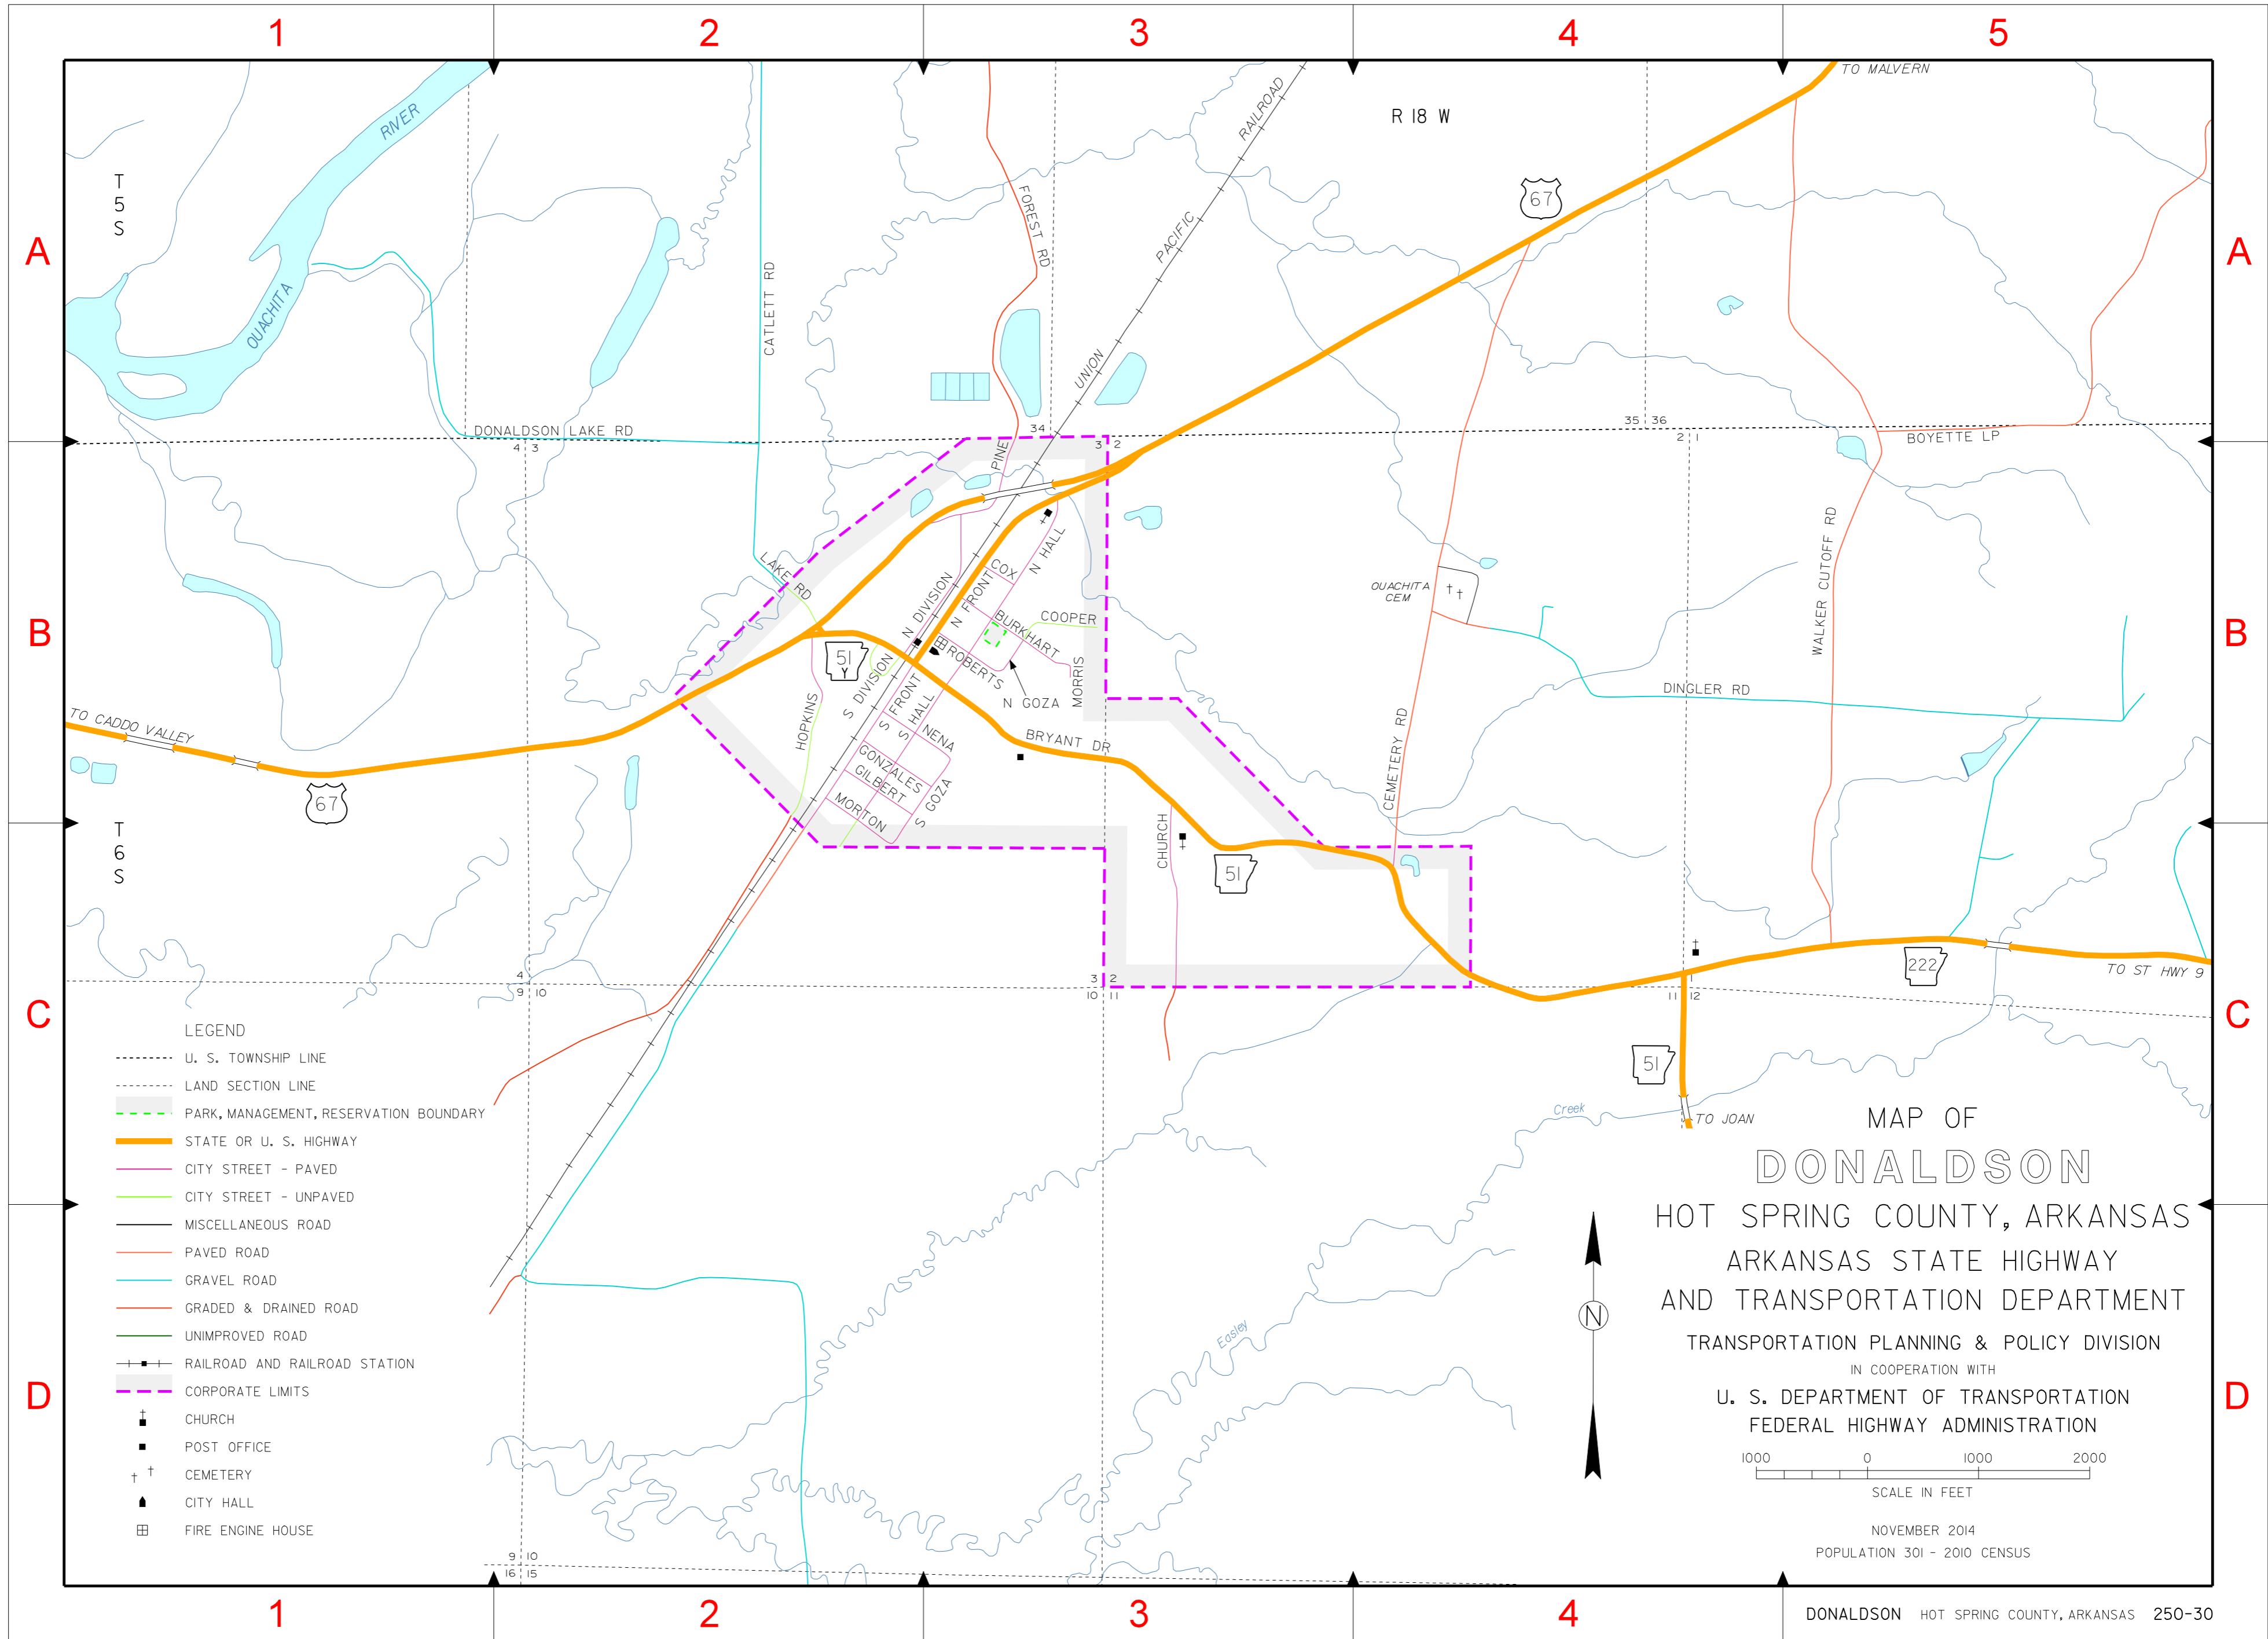 1 2 3 4 5
A
B
C
D
A
B
C
D
R 18 W
T
5
S
T
6
S
OUACHITA RIVER
CATLETT RD
FOREST RD
UNION PACIFIC RAILROAD
TO MALVERN
67
DONALDSON LAKE RD
34
3 2
4 3
35 36
2 1
BOYETTE LP
PINE
LAKE RD
N DIVISION
N FRONT
COX
N HALL
BURKHART
COOPER
ROBERTS
N GOZA
MORRIS
51
Y
S DIVISION
HOPKINS
S FRONT
S HALL
NENA
GONZALES
GILBERT
MORTON
S GOZA
BRYANT DR
CHURCH
51
OUACHITA
CEM
CEMETERY RD
WALKER CUTOFF RD
DINGLER RD
TO CADDO VALLEY
67
222
TO ST HWY 9
4
9 10
3 2
10 11
11 12
51
TO JOAN
Easley
Creek
9 10
16 15
LEGEND
U. S. TOWNSHIP LINE
LAND SECTION LINE
PARK, MANAGEMENT, RESERVATION BOUNDARY
STATE OR U. S. HIGHWAY
CITY STREET - PAVED
CITY STREET - UNPAVED
MISCELLANEOUS ROAD
PAVED ROAD
GRAVEL ROAD
GRADED & DRAINED ROAD
UNIMPROVED ROAD
RAILROAD AND RAILROAD STATION
CORPORATE LIMITS
CHURCH
POST OFFICE
CEMETERY
CITY HALL
FIRE ENGINE HOUSE
MAP OF
DONALDSON
HOT SPRING COUNTY, ARKANSAS
ARKANSAS STATE HIGHWAY
AND TRANSPORTATION DEPARTMENT
TRANSPORTATION PLANNING & POLICY DIVISION
IN COOPERATION WITH
U. S. DEPARTMENT OF TRANSPORTATION
FEDERAL HIGHWAY ADMINISTRATION
N
1000 0 1000 2000
SCALE IN FEET
NOVEMBER 2014
POPULATION 301 - 2010 CENSUS
1 2 3 4
DONALDSON HOT SPRING COUNTY, ARKANSAS 250-30